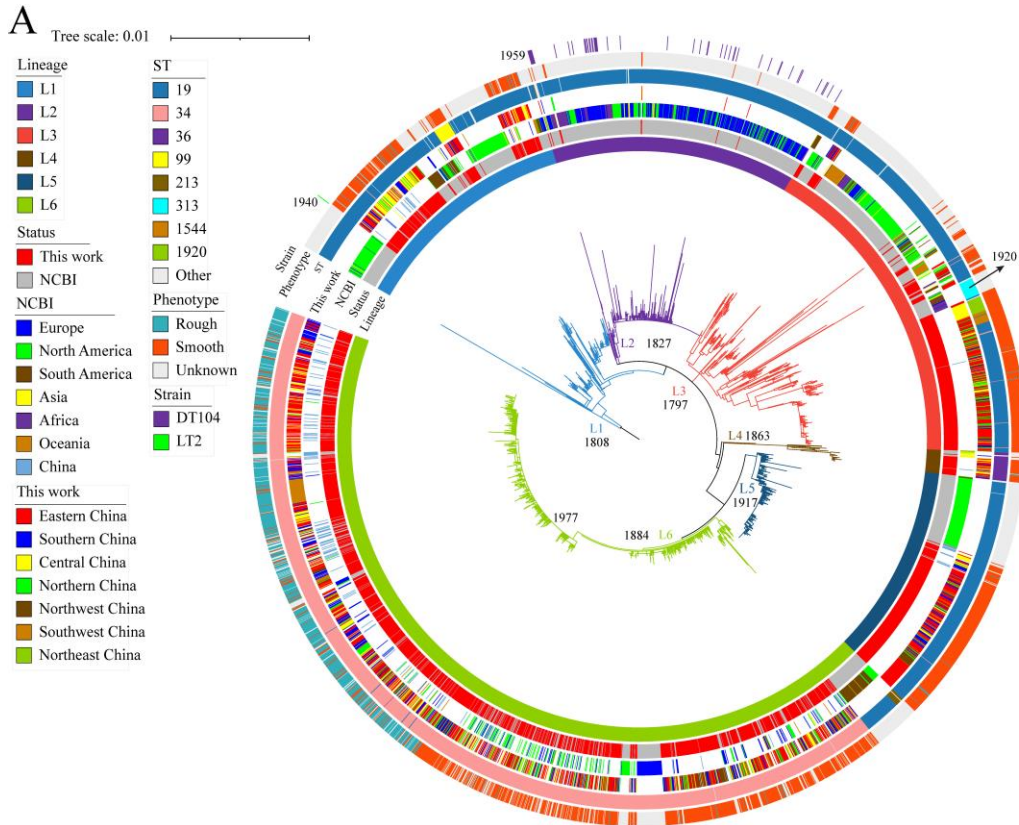 A
Tree scale: 0.01
Lineage
L1
L2
L3
L4
L5
L6
Status
This work
NCBI
NCBI
Europe
North America
South America
Asia
Africa
Oceania
China
This work
Eastern China
Southern China
Central China
Northern China
Northwest China
Southwest China
Northeast China
ST
19
34
36
99
213
313
1544
1920
Other
Phenotype
Rough
Smooth
Unknown
Strain
DT104
LT2
1959
1940
1920
Strain
Phenotype
ST
This work
NCBI
Status
Lineage
L2
1827
L3
1797
L1
1808
L4 1863
L5
1917
1977
1884
L6